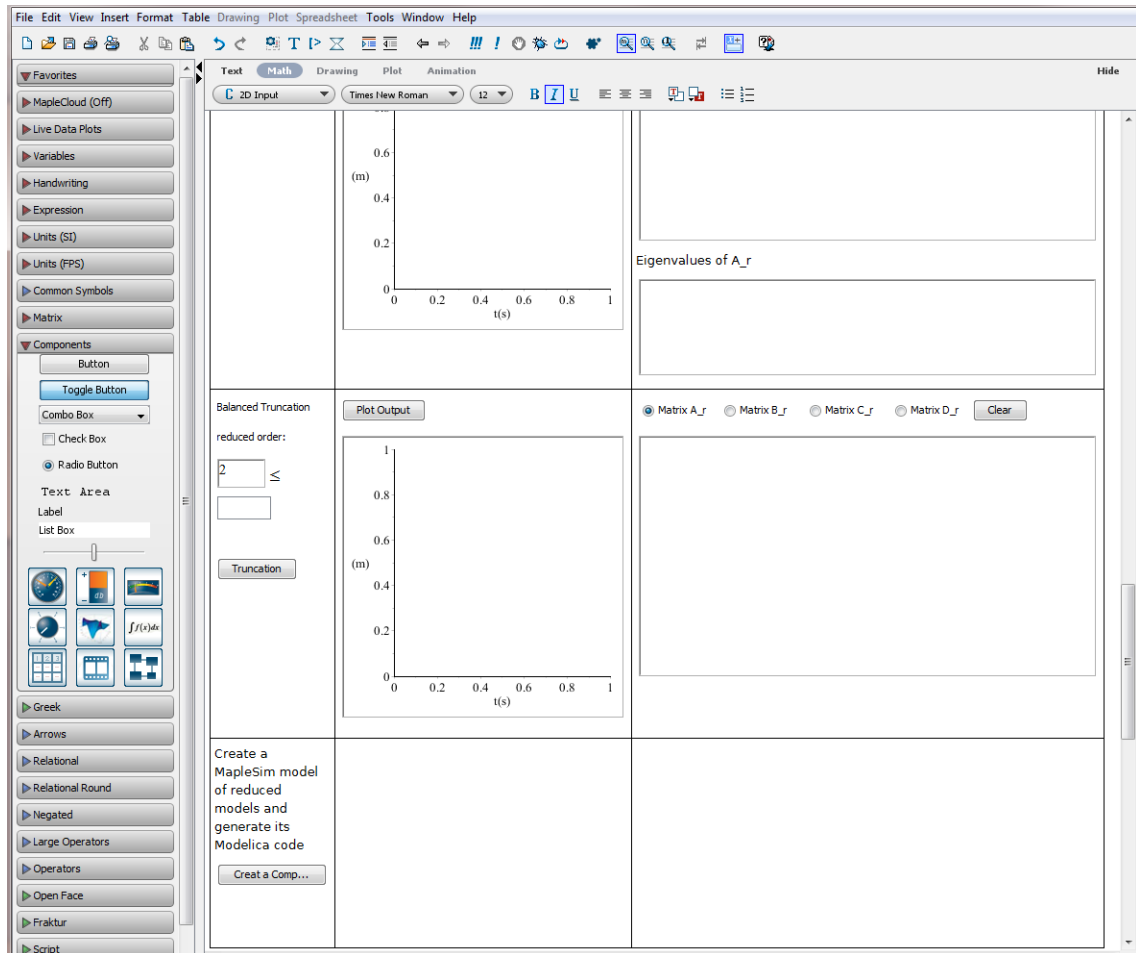 File Edit View Insert Format Table Drawing Plot Spreadsheet Tools Window Help
Text Math Drawing Plot Animation Hide
C 2D Input Times New Roman 12 B I U
Favorites
MapleCloud (Off)
Live Data Plots
Variables
Handwriting
Expression
Units (SI)
Units (FPS)
Common Symbols
Matrix
Components
Button
Toggle Button
Combo Box
Check Box
Radio Button
Text Area
Label
List Box
db
∫f(x)dx
Greek
Arrows
Relational
Relational Round
Negated
Large Operators
Operators
Open Face
Fraktur
Script
0.6
(m)
0.4
0.2
0
0 0.2 0.4 0.6 0.8 1
t(s)
Eigenvalues of A_r
Balanced Truncation
reduced order:
2 ≤
Truncation
Plot Output
1
0.8
0.6
(m)
0.4
0.2
0
0 0.2 0.4 0.6 0.8 1
t(s)
Matrix A_r Matrix B_r Matrix C_r Matrix D_r Clear
Create a
MapleSim model
of reduced
models and
generate its
Modelica code
Creat a Comp...